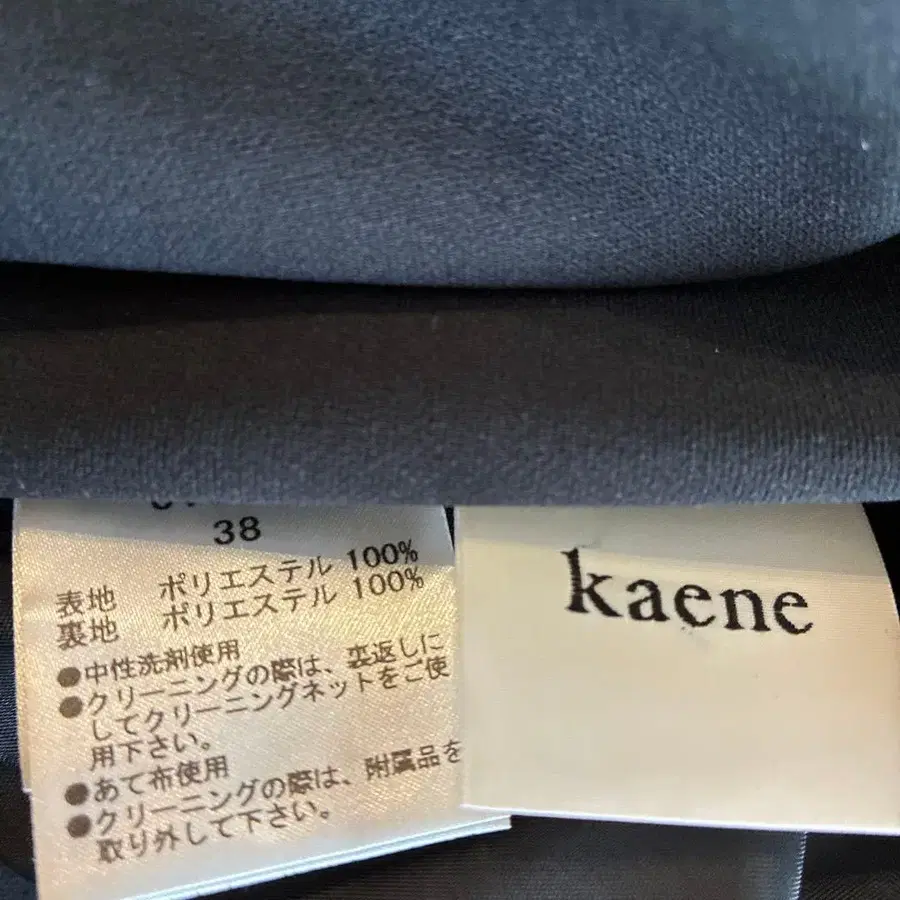 38
表地 ポリエステル 100%
裏地 ポリエステル 100%
●中性洗剤使用
●クリーニングの際は、裏返しに
してクリーニングネットをご使
用下さい。
●あて布使用
●クリーニングの際は、附属品を
取り外して下さい。
kaene